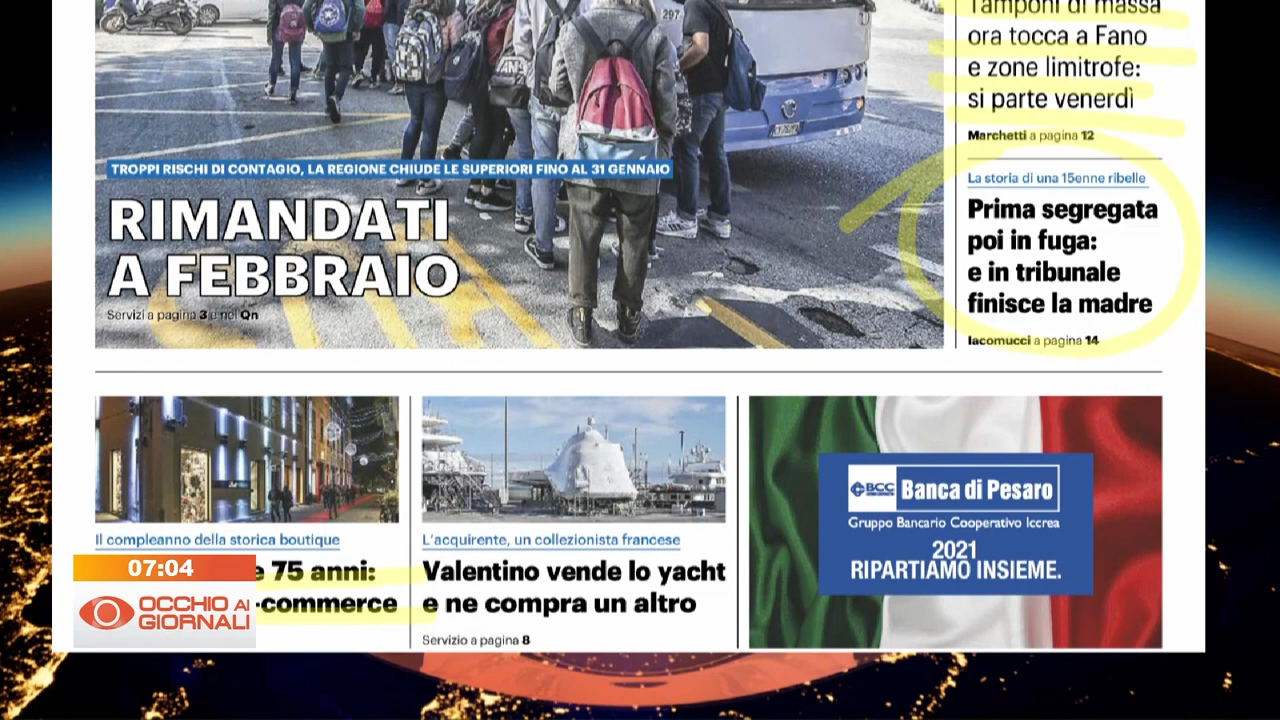 297
Tamponi di massa
ora tocca a Fano
e zone limitrofe:
si parte venerdì
Marchetti a pagina 12
TROPPI RISCHI DI CONTAGIO, LA REGIONE CHIUDE LE SUPERIORI FINO AL 31 GENNAIO
RIMANDATI
A FEBBRAIO
Servizi a pagina 3 e nel Qn
La storia di una 15enne ribelle
Prima segregata
poi in fuga:
e in tribunale
finisce la madre
Iacomucci a pagina 14
Il compleanno della storica boutique
e 75 anni:
-commerce
L'acquirente, un collezionista francese
Valentino vende lo yacht
e ne compra un altro
Servizio a pagina 8
BCC
Banca di Pesaro
Gruppo Bancario Cooperativo Iccrea
2021
RIPARTIAMO INSIEME.
07:04
OCCHIO AI
GIORNALI